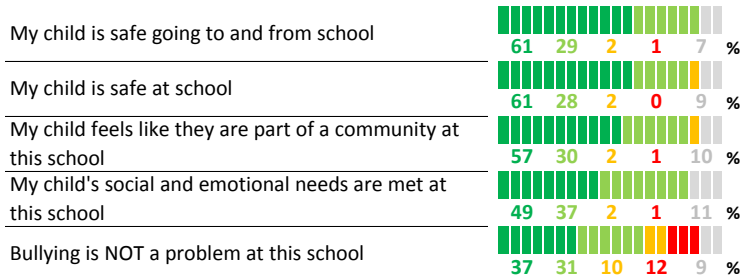 My child is safe going to and from school
61 29 2 1 7 %
My child is safe at school
61 28 2 0 9 %
My child feels like they are part of a community at
this school
57 30 2 1 10 %
My child's social and emotional needs are met at
this school
49 37 2 1 11 %
Bullying is NOT a problem at this school
37 31 10 12 9 %